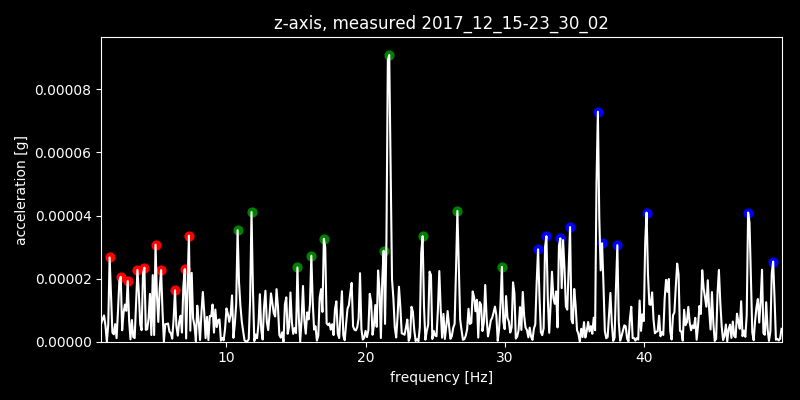 z-axis, measured 2017_12_15-23_30_02
acceleration [g]
0.00008
0.00006
0.00004
0.00002
0.00000
10 20 30 40
frequency [Hz]